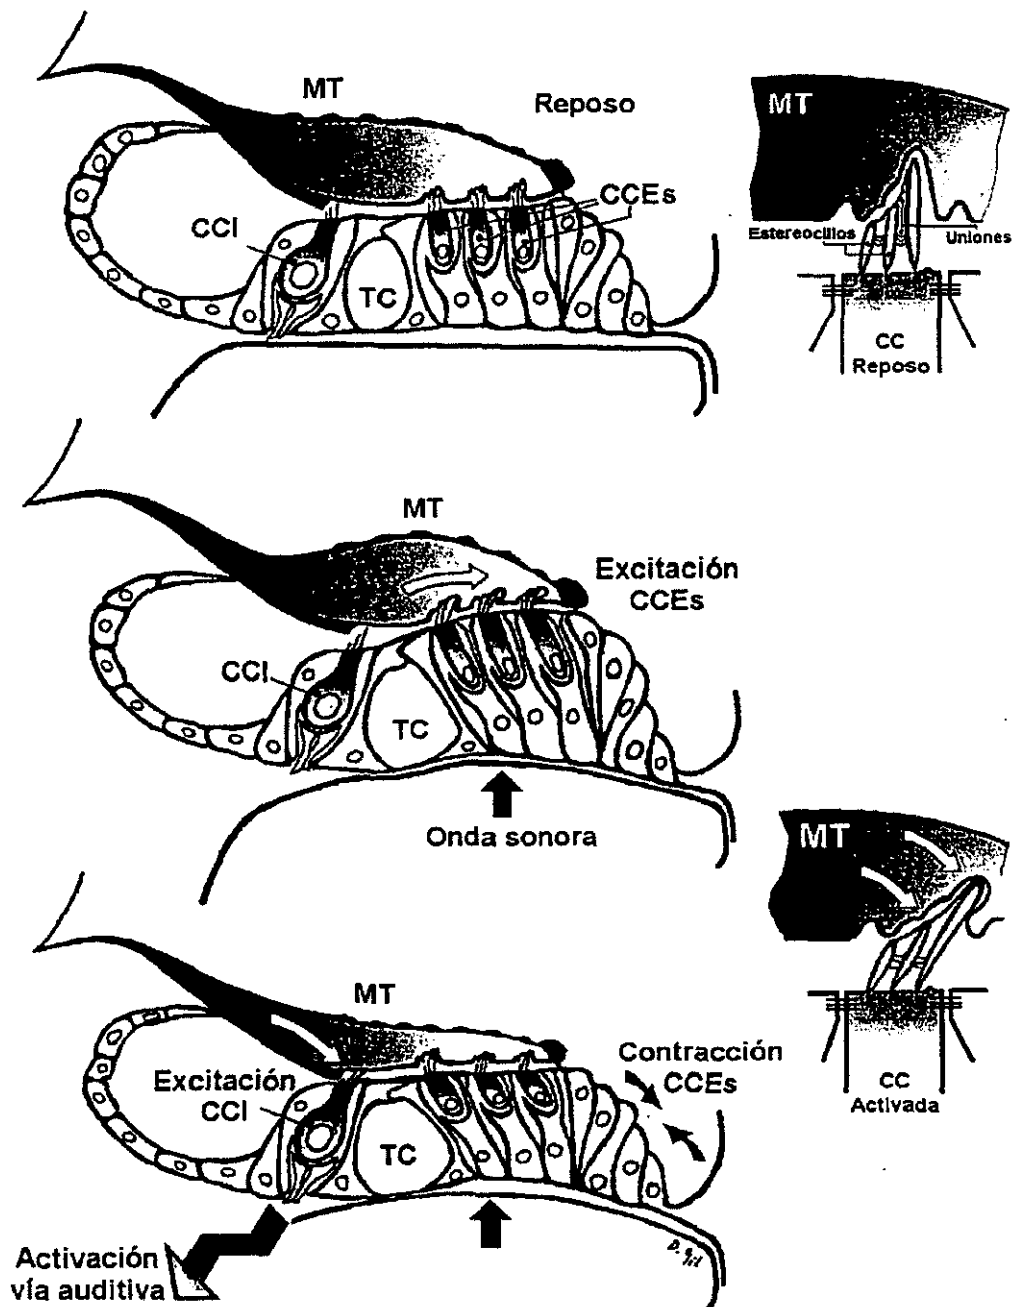 MT
Reposo
CCEs
CCI
TC
MT
Estereocilios
Uniones
CC
Reposo
MT
Excitación
CCEs
CCI
TC
Onda sonora
MT
Contracción
CCEs
Excitación
CCI
TC
Activación
vía auditiva
MT
CC
Activada